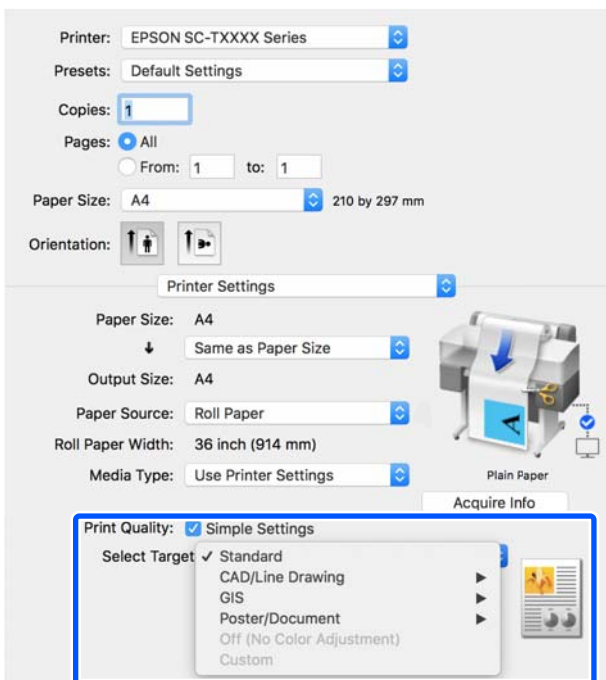 Printer: EPSON SC-TXXXX Series
Presets: Default Settings
Copies: 1
Pages: All
From: 1 to: 1
Paper Size: A4 210 by 297 mm
Orientation:
Printer Settings
Paper Size: A4
Same as Paper Size
Output Size: A4
Paper Source: Roll Paper
Roll Paper Width: 36 inch (914 mm)
Media Type: Use Printer Settings
Plain Paper
Acquire Info
Print Quality: Simple Settings
Select Target Standard
CAD/Line Drawing
GIS
Poster/Document
Off (No Color Adjustment)
Custom